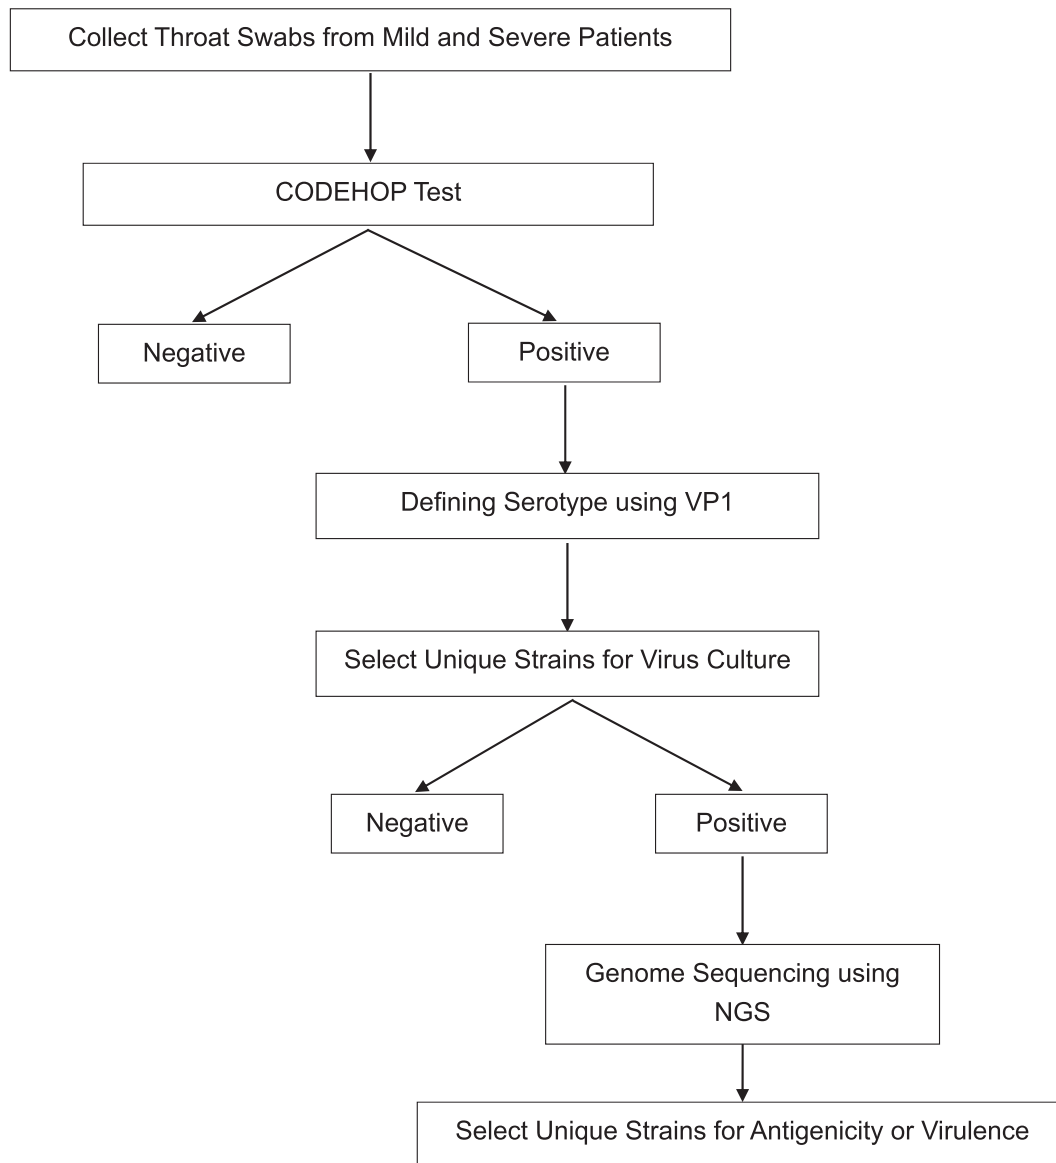 Collect Throat Swabs from Mild and Severe Patients
CODEHOP Test
Negative
Positive
Defining Serotype using VP1
Select Unique Strains for Virus Culture
Negative
Positive
Genome Sequencing using
NGS
Select Unique Strains for Antigenicity or Virulence